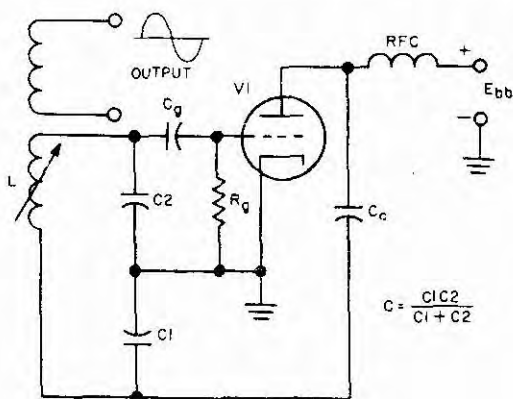 OUTPUT
RFC
+
Ebb
−
V1
Cg
L
C2
Rg
Cc
C1
C = C1C2 / C1 + C2